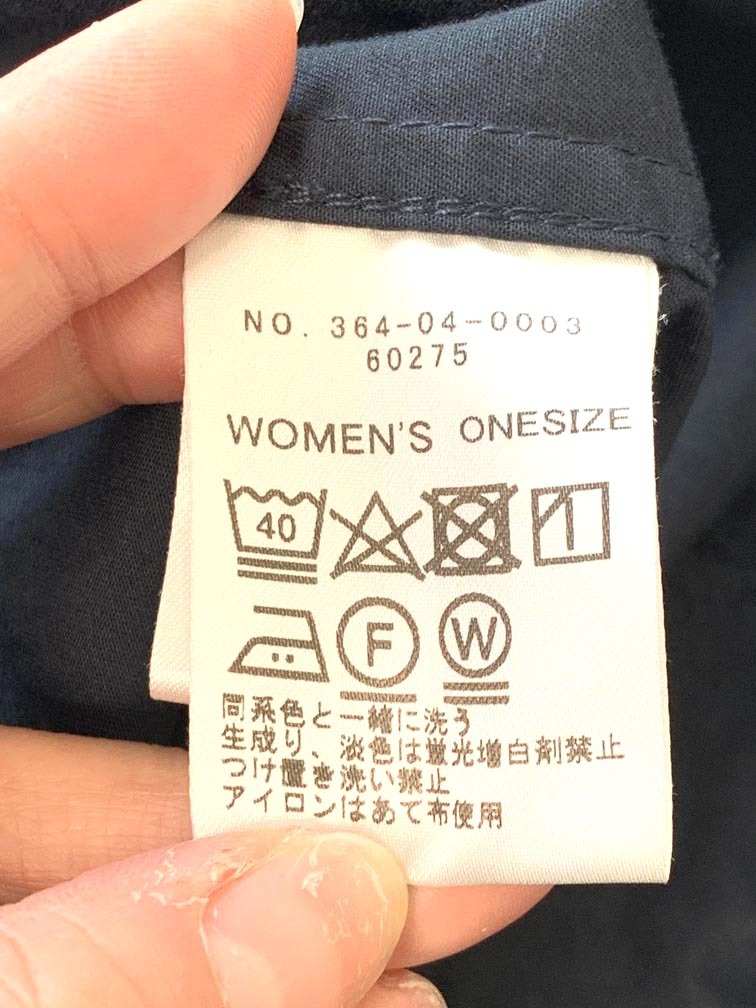 NO. 364-04-0003
60275
WOMEN'S ONESIZE
40
F W
同系色と一緒に洗う
生成り、淡色は蛍光増白剤禁止
つけ置き洗い禁止
アイロンはあて布使用